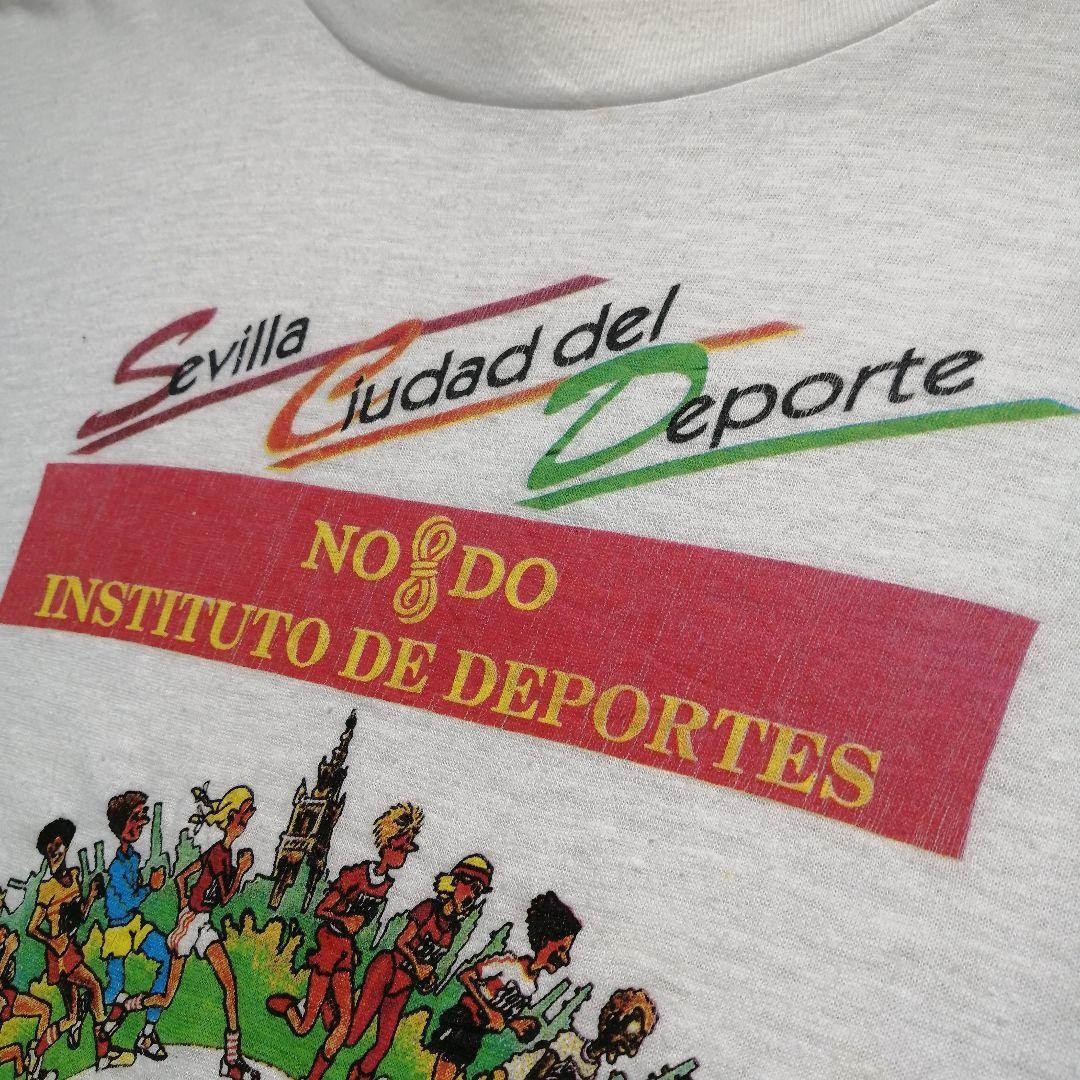 Sevilla
Ciudad del
Deporte
NO8DO
INSTITUTO DE DEPORTES